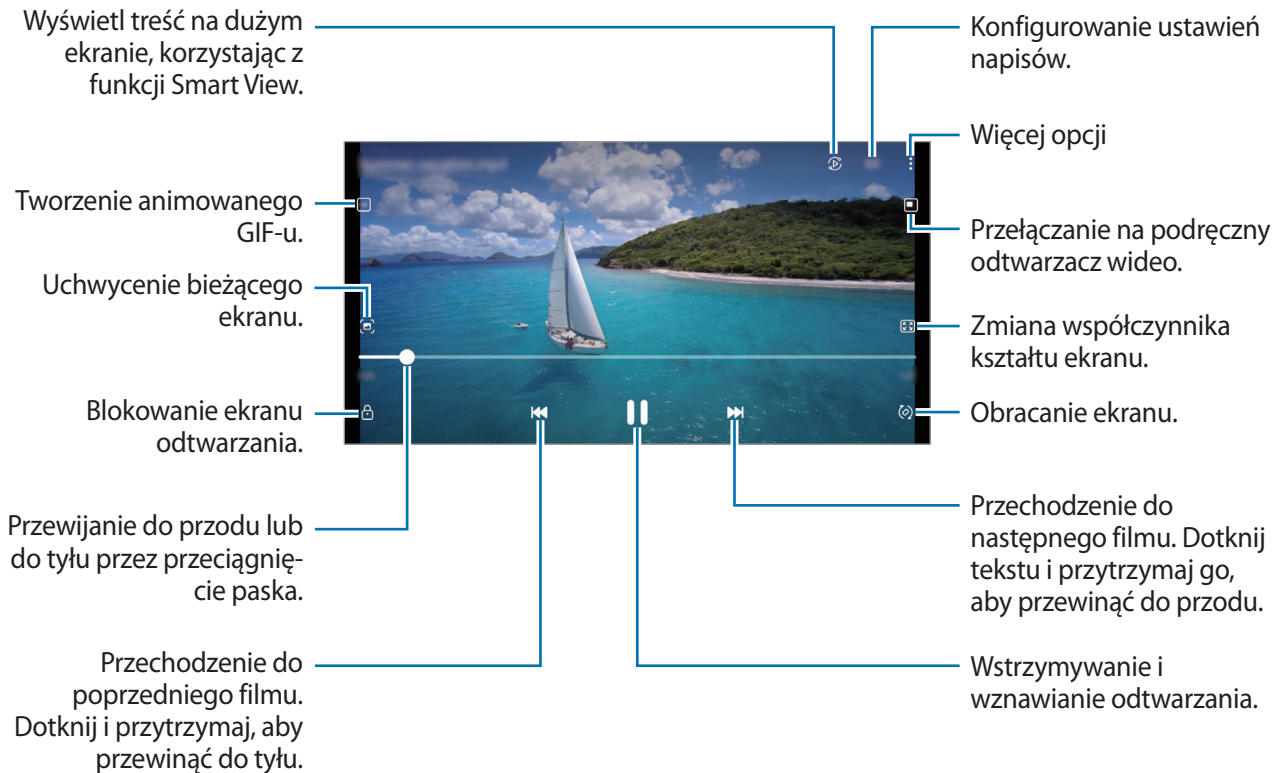 Wyświetl treść na dużym
ekranie, korzystając z
funkcji Smart View.
Konfigurowanie ustawień
napisów.
Więcej opcji
Tworzenie animowanego
GIF-u.
Przełączanie na podręczny
odtwarzacz wideo.
Uchwycenie bieżącego
ekranu.
Zmiana współczynnika
kształtu ekranu.
Blokowanie ekranu
odtwarzania.
Obracanie ekranu.
Przewijanie do przodu lub
do tyłu przez przeciągnię-
cie paska.
Przechodzenie do
następnego filmu. Dotknij
tekstu i przytrzymaj go,
aby przewinąć do przodu.
Przechodzenie do
poprzedniego filmu.
Dotknij i przytrzymaj, aby
przewinąć do tyłu.
Wstrzymywanie i
wznawianie odtwarzania.